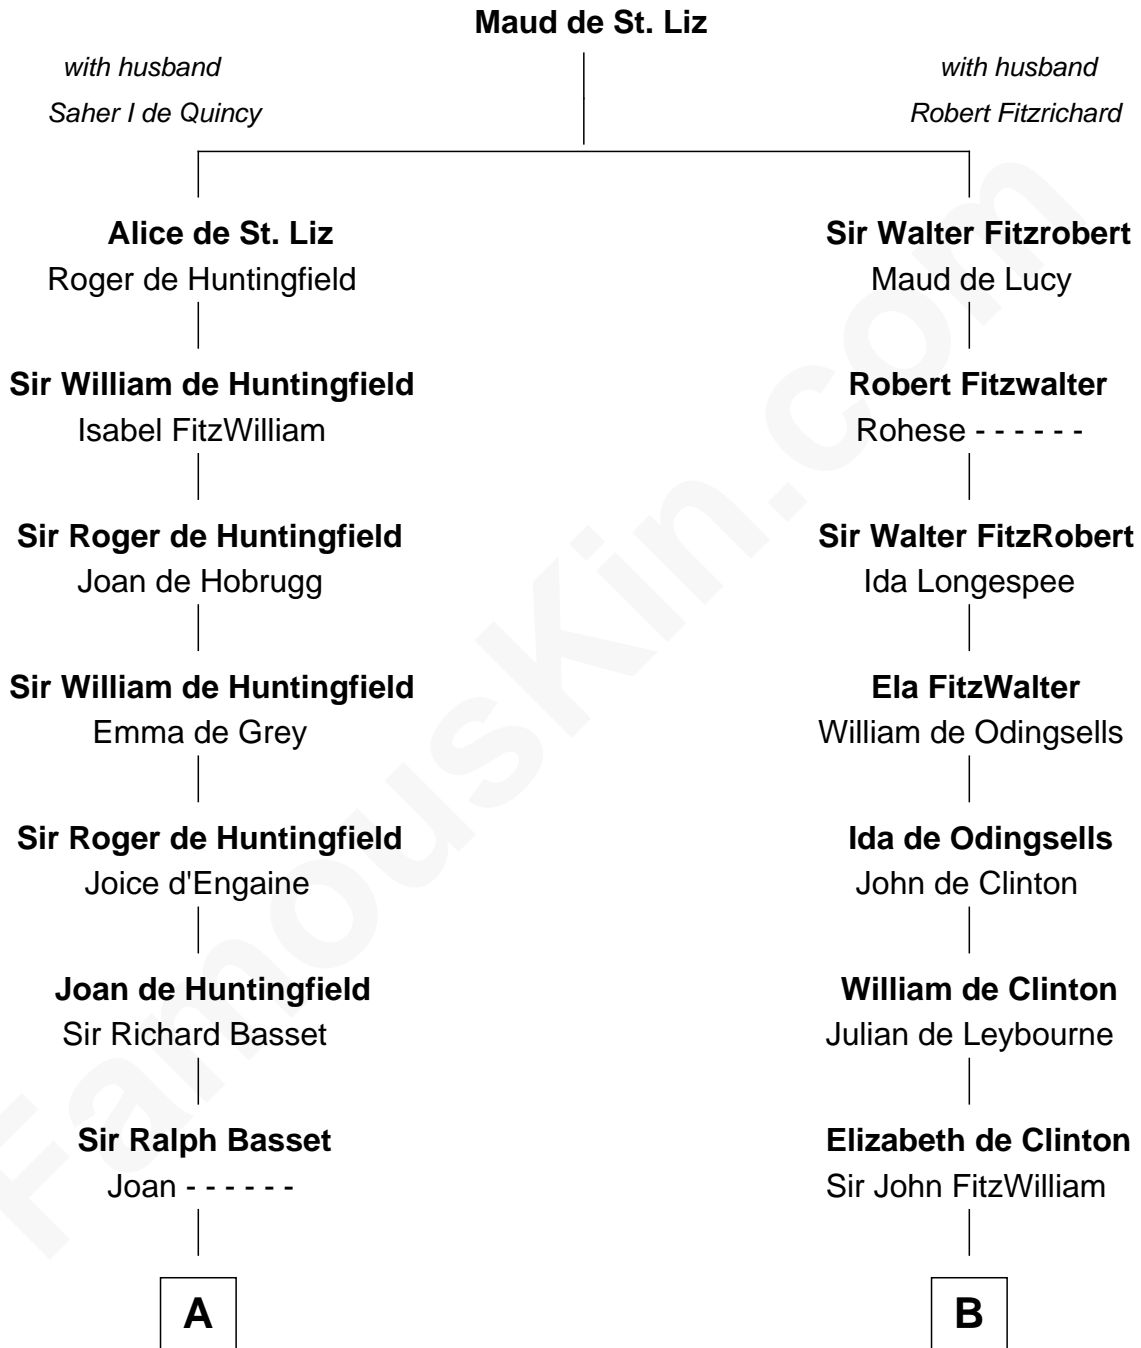 Maud de St. Liz
with husband
Saher I de Quincy
with husband
Robert Fitzrichard
Alice de St. Liz
Roger de Huntingfield
Sir Walter Fitzrobert
Maud de Lucy
Sir William de Huntingfield
Isabel FitzWilliam
Robert Fitzwalter
Rohese - - - - - -
Sir Roger de Huntingfield
Joan de Hobrugg
Sir Walter FitzRobert
Ida Longespee
Sir William de Huntingfield
Emma de Grey
Ela FitzWalter
William de Odingsells
Sir Roger de Huntingfield
Joice d'Engaine
Ida de Odingsells
John de Clinton
Joan de Huntingfield
Sir Richard Basset
William de Clinton
Julian de Leybourne
Sir Ralph Basset
Joan - - - - - -
Elizabeth de Clinton
Sir John FitzWilliam
A
B
FamousKin.com